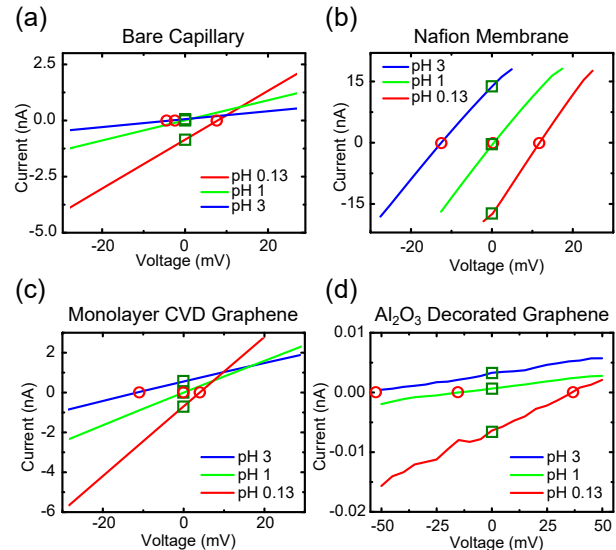 (a)
Bare Capillary
2.5
0.0
-2.5
-5.0
Current (nA)
pH 0.13
pH 1
pH 3
-20 0 20
Voltage (mV)
(b)
Nafion Membrane
15
0
-15
Current (nA)
pH 3
pH 1
pH 0.13
-20 0 20
Voltage (mV)
(c)
Monolayer CVD Graphene
2
0
-2
-4
-6
Current (nA)
pH 3
pH 1
pH 0.13
-20 0 20
Voltage (mV)
(d)
Al₂O₃ Decorated Graphene
0.01
0.00
-0.01
-0.02
Current (nA)
pH 3
pH 1
pH 0.13
-50 -25 0 25 50
Voltage (mV)